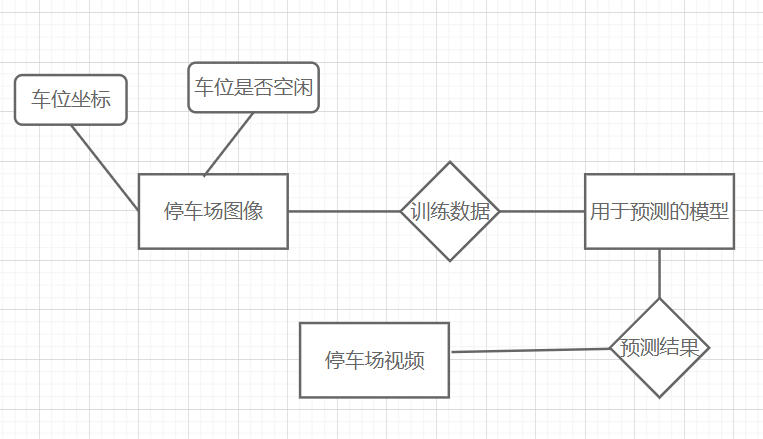 车位坐标
车位是否空闲
停车场图像
训练数据
用于预测的模型
停车场视频
预测结果